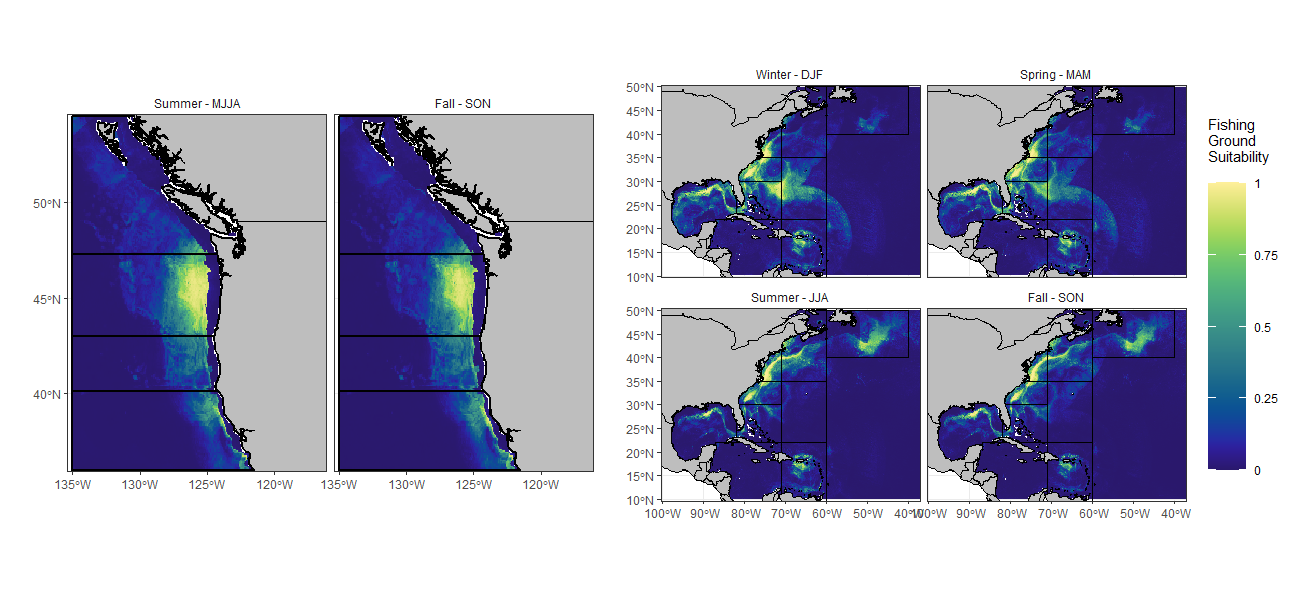 Summer - MJJA
Fall - SON
50°N
45°N
40°N
135°W 130°W 125°W 120°W
135°W 130°W 125°W 120°W
Winter - DJF
Spring - MAM
50°N
45°N
40°N
35°N
30°N
25°N
20°N
15°N
10°N
Summer - JJA
Fall - SON
50°N
45°N
40°N
35°N
30°N
25°N
20°N
15°N
10°N
100°W 90°W 80°W 70°W 60°W 50°W 40°W
100°W 90°W 80°W 70°W 60°W 50°W 40°W
Fishing
Ground
Suitability
1
0.75
0.5
0.25
0